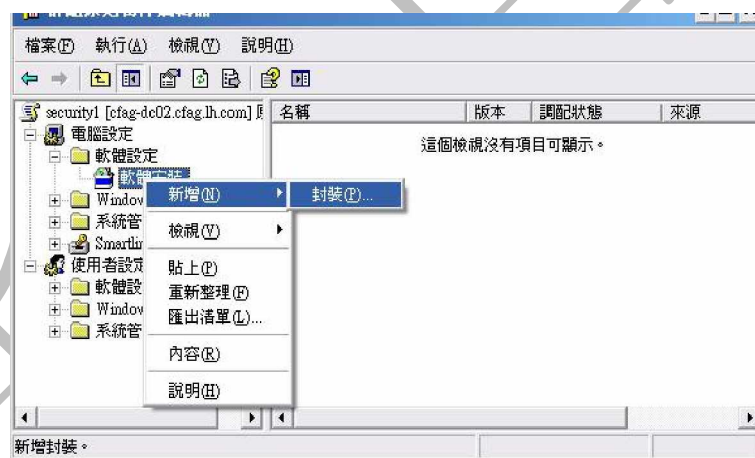 檔案(F) 執行(A) 檢視(V) 說明(H)
security1 [cfag-dc02.cfag.lh.com]
名稱 版本 調配狀態 來源
這個檢視沒有項目可顯示。
電腦設定
軟體設定
軟體安裝
Window
系統管
Smartlin
使用者設定
軟體設
Window
系統管
新增(N) 封裝(P)...
檢視(V)
貼上(P)
重新整理(F)
匯出清單(L)...
內容(R)
說明(H)
新增封裝。